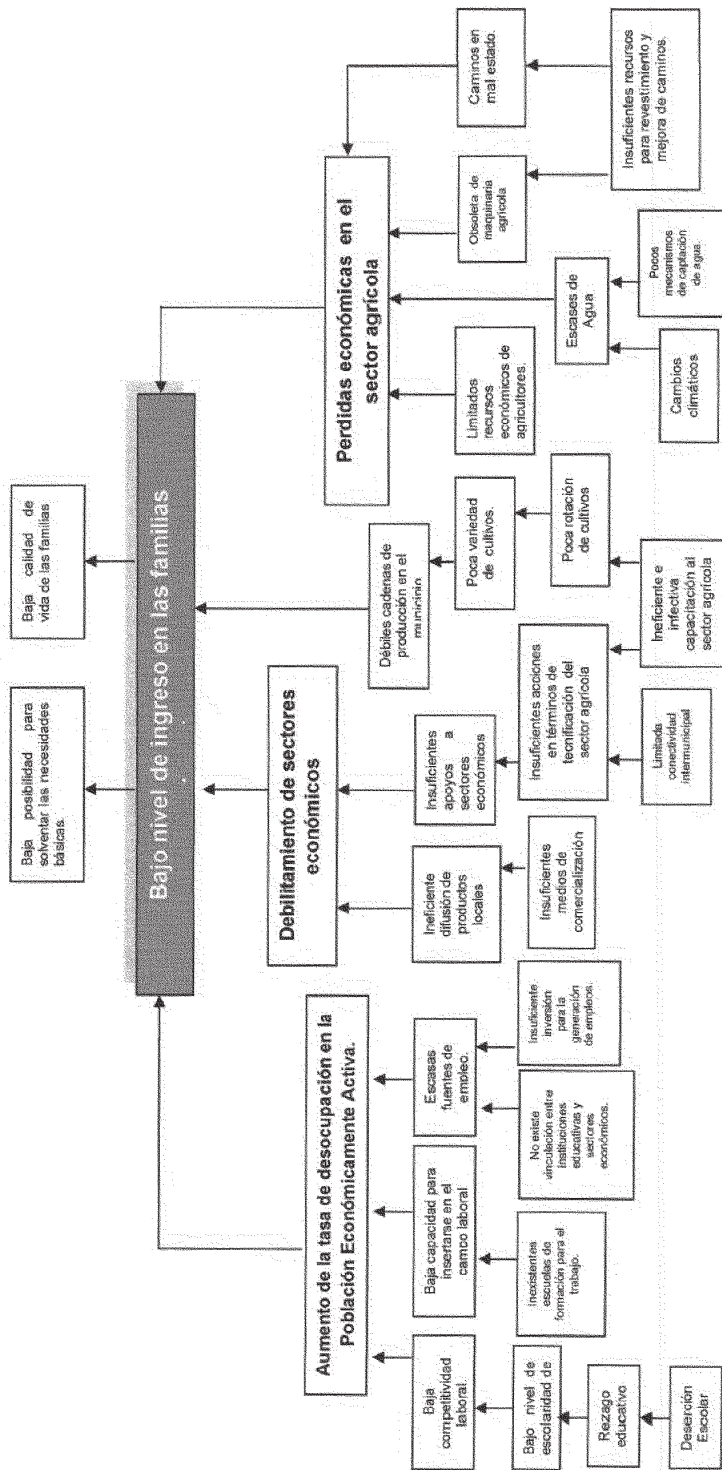 Baja posibilidad para
solventar las necesidades
básicas.
Baja calidad de
vida de las familias
Bajo nivel de ingreso en las familias
.
Aumento de la tasa de desocupación en la
Población Económicamente Activa.
Debilitamiento de sectores
económicos
Débiles cadenas de
producción en el
municipio
Perdidas económicas en el
sector agrícola
Baja
competitividad
laboral.
Baja capacidad para
insertarse en el
campo laboral
Escasas
fuentes de
empleo.
Ineficiente
difusión de
productos
locales
Insuficientes
apoyos a
sectores
económicos
Poca variedad
de cultivos.
Limitados
recursos
económicos de
agricultores.
Escases de
Agua
Obsoleta de
maquinaria
agrícola
Caminos en
mal estado.
Bajo nivel de
escolaridad de
Inexistentes
escuelas de
formación para el
trabajo.
No existe
vinculación entre
instituciones
educativas y
sectores
económicos.
Insuficiente
inversión
para la
generación
de empleos.
Insuficientes
medios de
comercialización
Insuficientes acciones
en términos de
tecnificación del
sector agrícola
Poca rotación
de cultivos
Rezago
educativo
Deserción
Escolar
Limitada
conectividad
intermunicipal
Ineficiente e
infectiva
capacitación al
sector agrícola
Cambios
climáticos
Pocos
mecanismos
de captación
de agua.
Insuficientes recursos
para revestimiento y
mejora de caminos.